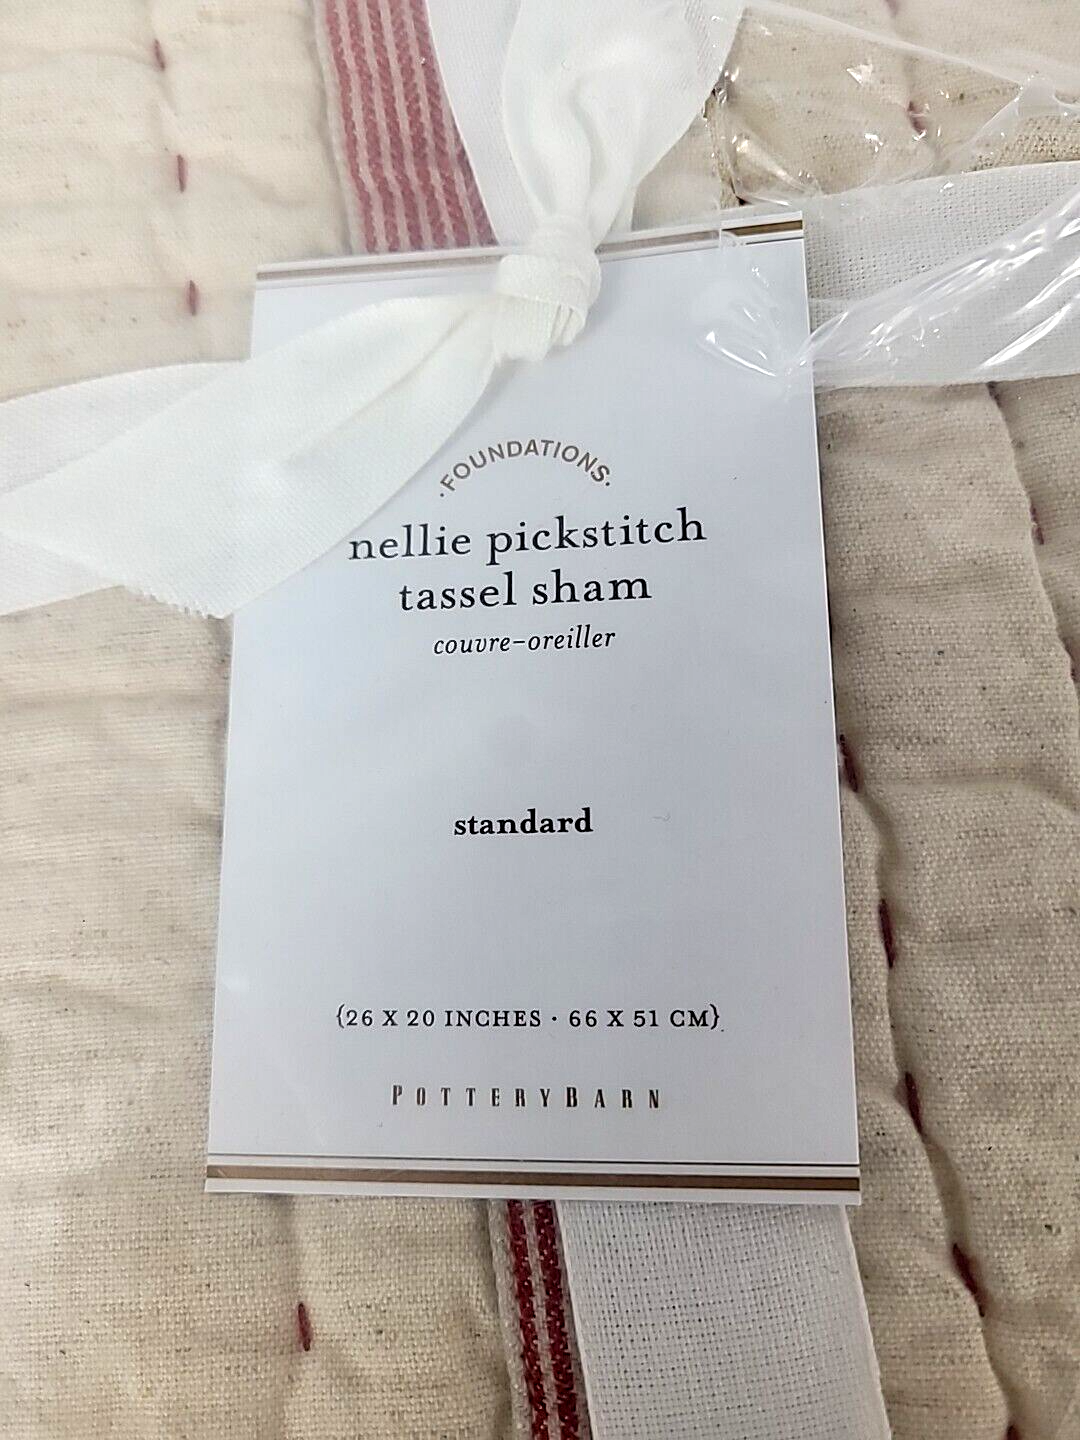 ·FOUNDATIONS·
nellie pickstitch
tassel sham
couvre-oreiller
standard
{26 X 20 INCHES · 66 X 51 CM}
POTTERYBARN